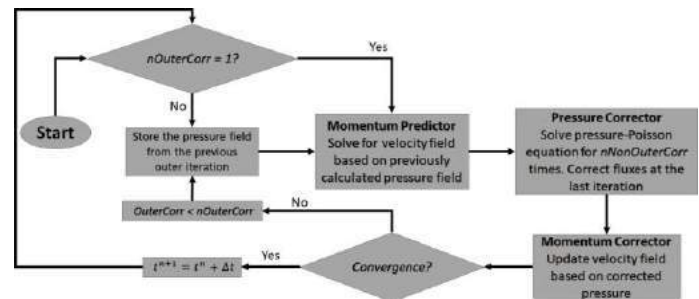 nOuterCorr = 1?
Yes
No
Start
Store the pressure field
from the previous
outer iteration
Momentum Predictor
Solve for velocity field
based on previously
calculated pressure field
Pressure Corrector
Solve pressure-Poisson
equation for nNonOuterCorr
times. Correct fluxes at the
last iteration
OuterCorr < nOuterCorr
No
Momentum Corrector
Update velocity field
based on corrected
pressure
Convergence?
Yes
tⁿ⁺¹ = tⁿ + Δt